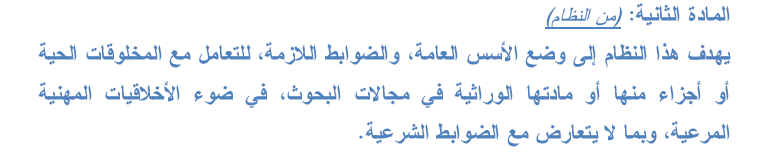 المادة الثانية: (من النظام)
يهدف هذا النظام إلى وضع الأسس العامة، والضوابط اللازمة، للتعامل مع المخلوقات الحية
أو أجزاء منها أو مادتها الوراثية في مجالات البحوث، في ضوء الأخلاقيات المهنية
المرعية، وبما لا يتعارض مع الضوابط الشرعية.